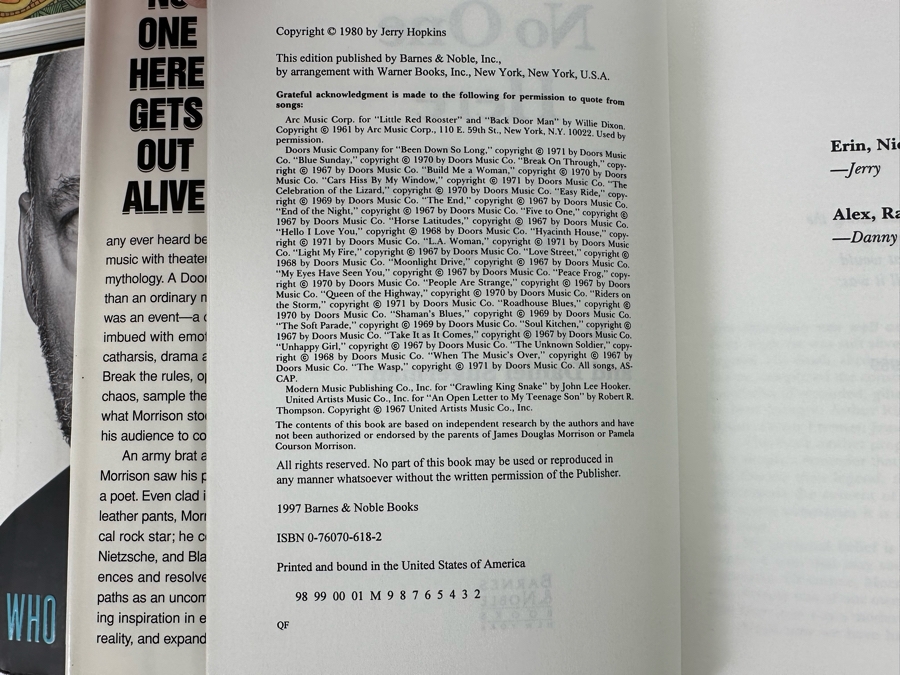 ONE
HERE
GETS
OUT
ALIVE
any ever heard be
music with theater
mythology. A Door
than an ordinary
was an event—a
imbued with
catharsis, drama
Break the rules,
chaos, sample the
what Morrison
his audience to
An army brat
Morrison saw his
a poet. Even clad
leather pants,
cal rock star; he
Nietzsche, and
ences and resolve
paths as an
ing inspiration in
reality, and expand
WHO
Copyright © 1980 by Jerry Hopkins
This edition published by Barnes & Noble, Inc.,
by arrangement with Warner Books, Inc., New York, New York, U.S.A.
Grateful acknowledgment is made to the following for permission to quote from
songs:
Arc Music Corp. for "Little Red Rooster" and "Back Door Man" by Willie Dixon.
Copyright © 1961 by Arc Music Corp., 110 E. 59th St., New York, N.Y. 10022. Used by
permission.
Doors Music Company for "Been Down So Long," copyright © 1971 by Doors Music
Co. "Blue Sunday," copyright © 1970 by Doors Music Co. "Break On Through," copy-
right © 1967 by Doors Music Co. "Build Me a Woman," copyright © 1970 by Doors
Music Co. "Cars Hiss By My Window," copyright © 1971 by Doors Music Co. "The
Celebration of the Lizard," copyright © 1970 by Doors Music Co. "Easy Ride," copy-
right © 1969 by Doors Music Co. "The End," copyright © 1967 by Doors Music Co.
"End of the Night," copyright © 1967 by Doors Music Co. "Five to One," copyright ©
1967 by Doors Music Co. "Horse Latitudes," copyright © 1967 by Doors Music Co.
"Hello I Love You," copyright © 1968 by Doors Music Co. "Hyacinth House," copy-
right © 1971 by Doors Music Co. "L.A. Woman," copyright © 1971 by Doors Music
Co. "Light My Fire," copyright © 1967 by Doors Music Co. "Love Street," copyright ©
1968 by Doors Music Co. "Moonlight Drive," copyright © 1967 by Doors Music Co.
"My Eyes Have Seen You," copyright © 1967 by Doors Music Co. "Peace Frog," copy-
right © 1970 by Doors Music Co. "People Are Strange," copyright © 1967 by Doors
Music Co. "Queen of the Highway," copyright © 1970 by Doors Music Co. "Riders on
the Storm," copyright © 1971 by Doors Music Co. "Roadhouse Blues," copyright ©
1970 by Doors Music Co. "Shaman's Blues," copyright © 1969 by Doors Music Co.
"The Soft Parade," copyright © 1969 by Doors Music Co. "Soul Kitchen," copyright ©
1967 by Doors Music Co. "Take It as It Comes," copyright © 1967 by Doors Music Co.
"Unhappy Girl," copyright © 1967 by Doors Music Co. "The Unknown Soldier," copy-
right © 1968 by Doors Music Co. "When The Music's Over," copyright © 1967 by
Doors Music Co. "The Wasp," copyright © 1971 by Doors Music Co. All songs, AS-
CAP.
Modern Music Publishing Co., Inc. for "Crawling King Snake" by John Lee Hooker.
United Artists Music Co., Inc. for "An Open Letter to My Teenage Son" by Robert R.
Thompson. Copyright © 1967 United Artists Music Co., Inc.
The contents of this book are based on independent research by the authors and have
not been authorized or endorsed by the parents of James Douglas Morrison or Pamela
Courson Morrison.
All rights reserved. No part of this book may be used or reproduced in
any manner whatsoever without the written permission of the Publisher.
1997 Barnes & Noble Books
ISBN 0-76070-618-2
Printed and bound in the United States of America
98 99 00 01 M 9 8 7 6 5 4 3 2
QF
Erin,
—Jerry
Alex,
—Danny